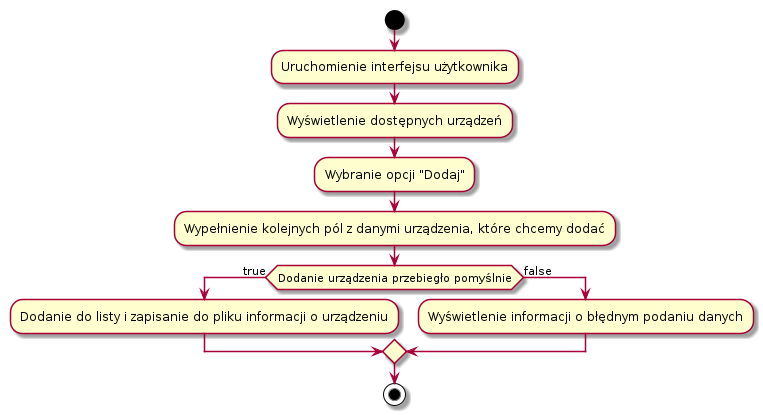 Uruchomienie interfejsu użytkownika
Wyświetlenie dostępnych urządzeń
Wybranie opcji "Dodaj"
Wypełnienie kolejnych pól z danymi urządzenia, które chcemy dodać
true
Dodanie urządzenia przebiegło pomyślnie
false
Dodanie do listy i zapisanie do pliku informacji o urządzeniu
Wyświetlenie informacji o błędnym podaniu danych